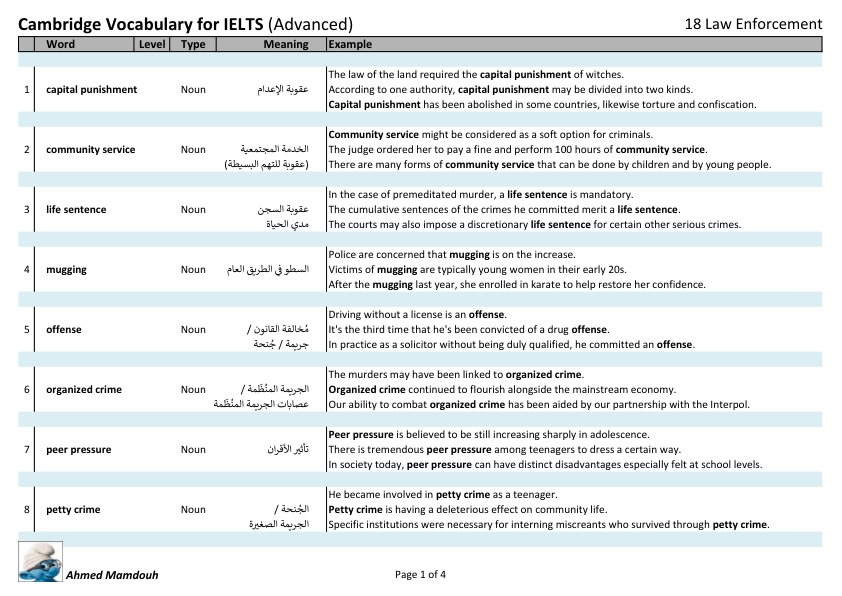 Cambridge Vocabulary for IELTS (Advanced) 18 Law Enforcement
Word Level Type Meaning Example
The law of the land required the capital punishment of witches.
1 capital punishment Noun عقوبة الإعدام According to one authority, capital punishment may be divided into two kinds.
Capital punishment has been abolished in some countries, likewise torture and confiscation.
Community service might be considered as a soft option for criminals.
2 community service Noun الخدمة المجتمعية The judge ordered her to pay a fine and perform 100 hours of community service.
(عقوبة للتهم البسيطة) There are many forms of community service that can be done by children and by young people.
In the case of premeditated murder, a life sentence is mandatory.
3 life sentence Noun عقوبة السجن The cumulative sentences of the crimes he committed merit a life sentence.
مدي الحياة The courts may also impose a discretionary life sentence for certain other serious crimes.
Police are concerned that mugging is on the increase.
4 mugging Noun السطو في الطريق العام Victims of mugging are typically young women in their early 20s.
After the mugging last year, she enrolled in karate to help restore her confidence.
Driving without a license is an offense.
5 offense Noun مُخالفة القانون / It's the third time that he's been convicted of a drug offense.
جريمة / جُنحة In practice as a solicitor without being duly qualified, he committed an offense.
The murders may have been linked to organized crime.
6 organized crime Noun الجريمة المنُظّمة / Organized crime continued to flourish alongside the mainstream economy.
عصابات الجريمة المنُظّمة Our ability to combat organized crime has been aided by our partnership with the Interpol.
Peer pressure is believed to be still increasing sharply in adolescence.
7 peer pressure Noun تأثير الأقران There is tremendous peer pressure among teenagers to dress a certain way.
In society today, peer pressure can have distinct disadvantages especially felt at school levels.
He became involved in petty crime as a teenager.
8 petty crime Noun الجُنحة / Petty crime is having a deleterious effect on community life.
الجريمة الصغيرة Specific institutions were necessary for interning miscreants who survived through petty crime.
Ahmed Mamdouh Page 1 of 4